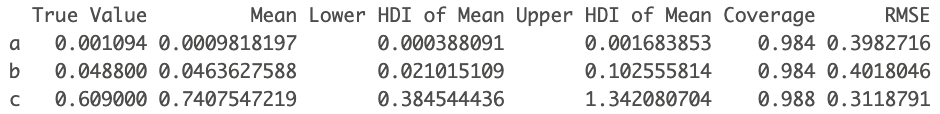 True Value Mean Lower HDI of Mean Upper HDI of Mean Coverage RMSE
a 0.001094 0.0009818197 0.000388091 0.001683853 0.984 0.3982716
b 0.048800 0.0463627588 0.021015109 0.102555814 0.984 0.4018046
c 0.609000 0.7407547219 0.384544436 1.342080704 0.988 0.3118791